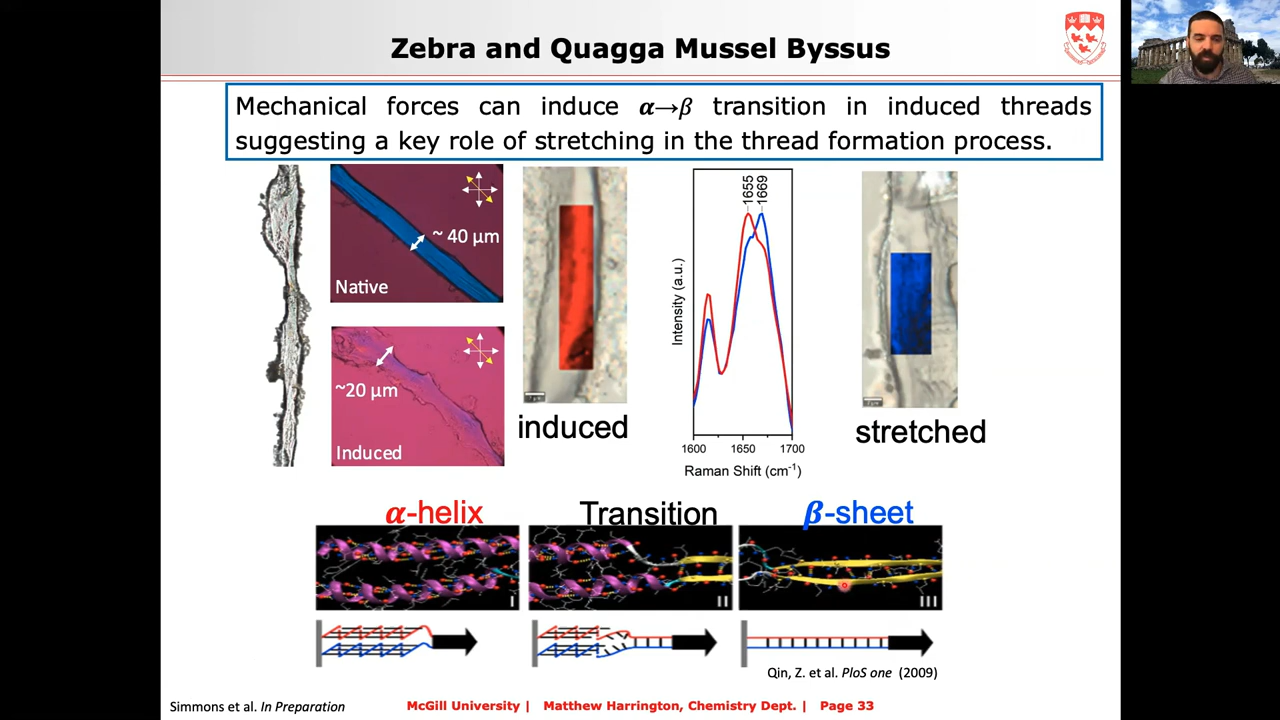 Zebra and Quagga Mussel Byssus
Mechanical forces can induce α→β transition in induced threads
suggesting a key role of stretching in the thread formation process.
~ 40 µm
Native
~20 µm
Induced
induced
1655
1669
Intensity (a.u.)
1600 1650 1700
Raman Shift (cm⁻¹)
stretched
α-helix Transition β-sheet
I II III
Qin, Z. et al. PloS one (2009)
Simmons et al. In Preparation
McGill University | Matthew Harrington, Chemistry Dept. | Page 33